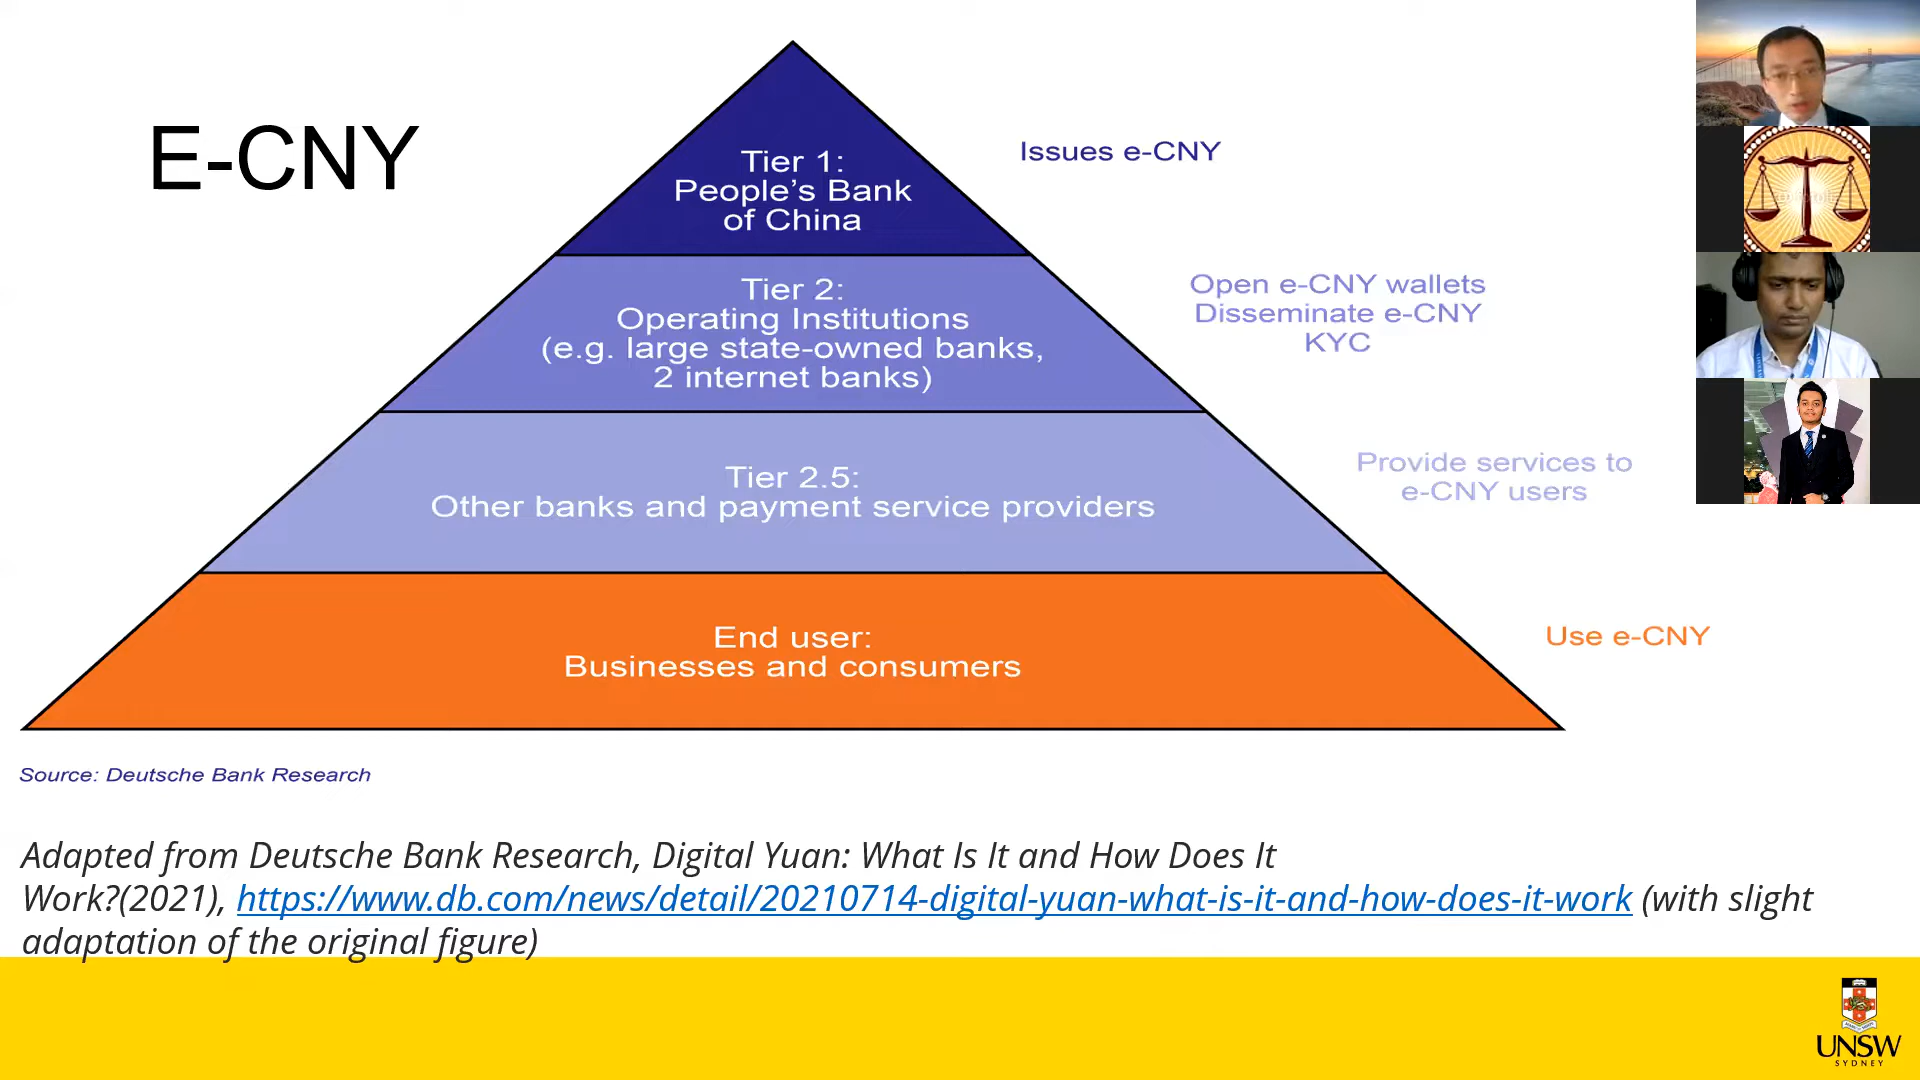 E-CNY
Tier 1:
People’s Bank
of China
Issues e-CNY
Tier 2:
Operating Institutions
(e.g. large state-owned banks,
2 internet banks)
Open e-CNY wallets
Disseminate e-CNY
KYC
Tier 2.5:
Other banks and payment service providers
Provide services to
e-CNY users
End user:
Businesses and consumers
Use e-CNY
Source: Deutsche Bank Research
Adapted from Deutsche Bank Research, Digital Yuan: What Is It and How Does It
Work?(2021), https://www.db.com/news/detail/20210714-digital-yuan-what-is-it-and-how-does-it-work (with slight
adaptation of the original figure)
UNSW
SYDNEY